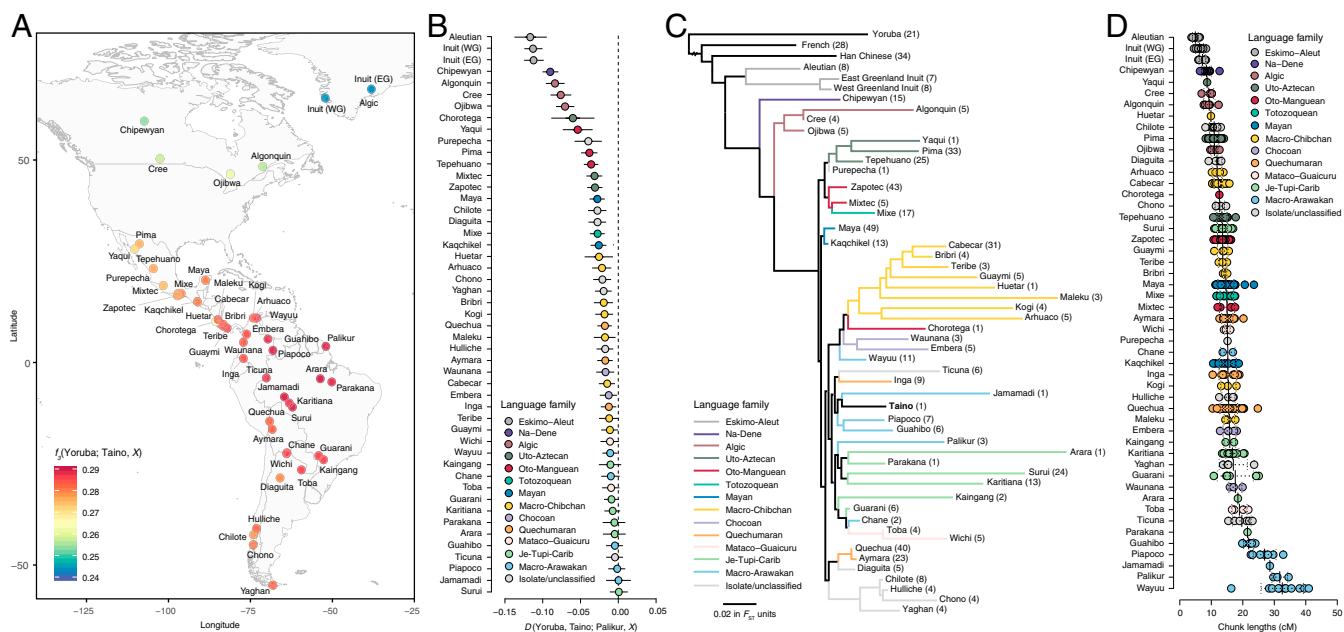 A
Inuit (EG)
Inuit (WG)
Algic
Chipewyan
Cree
Algonquin
Ojibwa
Pima
Yaqui
Tepehuano
Maya
Maleku
Kogi
Purepecha
Mixe
Cabecar
Arhuaco
Mixtec
Zapotec
Kaqchikel
Huetar
Bribri
Wayuu
Chorotega
Teribe
Embera
Guahibo
Palikur
Guaymi
Waunana
Piapoco
Inga
Ticuna
Arara
Jamamadi
Parakana
Karitiana
Quechua
Surui
Aymara
Chane
Guarani
Wichi
Kaingang
Toba
Diaguita
Hulliche
Chilote
Chono
Yaghan
f3(Yoruba; Taino, X)
0.29
0.28
0.27
0.26
0.25
0.24
Latitude
50
0
−50
−125
−100
−75
−50
−25
Longitude
B
Aleutian
Inuit (WG)
Inuit (EG)
Chipewyan
Algonquin
Cree
Ojibwa
Chorotega
Yaqui
Purepecha
Pima
Tepehuano
Mixtec
Zapotec
Maya
Chilote
Diaguita
Mixe
Kaqchikel
Huetar
Arhuaco
Chono
Yaghan
Bribri
Kogi
Quechua
Maleku
Hulliche
Aymara
Waunana
Cabecar
Embera
Inga
Teribe
Guaymi
Wichi
Wayuu
Kaingang
Chane
Toba
Guarani
Karitiana
Parakana
Arara
Guahibo
Ticuna
Piapoco
Jamamadi
Surui
Language family
Eskimo−Aleut
Na−Dene
Algic
Uto−Aztecan
Oto−Manguean
Totozoquean
Mayan
Macro−Chibchan
Chocoan
Quechumaran
Mataco−Guaicuru
Je−Tupi−Carib
Macro−Arawakan
Isolate/unclassified
−0.15
−0.10
−0.05
0.00
0.05
D(Yoruba, Taino; Palikur, X)
C
Yoruba (21)
French (28)
Han Chinese (34)
Aleutian (8)
East Greenland Inuit (7)
West Greenland Inuit (8)
Chipewyan (15)
Algonquin (5)
Cree (4)
Ojibwa (5)
Yaqui (1)
Pima (33)
Tepehuano (25)
Purepecha (1)
Zapotec (43)
Mixtec (5)
Mixe (17)
Maya (49)
Kaqchikel (13)
Cabecar (31)
Bribri (4)
Teribe (3)
Guaymi (5)
Huetar (1)
Maleku (3)
Kogi (4)
Arhuaco (5)
Chorotega (1)
Waunana (3)
Embera (5)
Wayuu (11)
Ticuna (6)
Inga (9)
Jamamadi (1)
Taino (1)
Piapoco (7)
Guahibo (6)
Palikur (3)
Arara (1)
Parakana (1)
Surui (24)
Karitiana (13)
Kaingang (2)
Guarani (6)
Chane (2)
Toba (4)
Wichi (5)
Quechua (40)
Aymara (23)
Diaguita (5)
Chilote (8)
Hulliche (4)
Chono (4)
Yaghan (4)
Language family
Eskimo−Aleut
Na−Dene
Algic
Uto−Aztecan
Oto−Manguean
Totozoquean
Mayan
Macro−Chibchan
Chocoan
Quechumaran
Mataco−Guaicuru
Je−Tupi−Carib
Macro−Arawakan
Isolate/unclassified
0.02 in FST units
D
Aleutian
Inuit (WG)
Inuit (EG)
Chipewyan
Yaqui
Cree
Algonquin
Huetar
Chilote
Pima
Ojibwa
Diaguita
Arhuaco
Cabecar
Chorotega
Chono
Tepehuano
Surui
Zapotec
Guaymi
Teribe
Bribri
Maya
Mixe
Mixtec
Aymara
Wichi
Purepecha
Chane
Kaqchikel
Inga
Kogi
Hulliche
Quechua
Maleku
Embera
Kaingang
Karitiana
Yaghan
Guarani
Waunana
Arara
Toba
Ticuna
Parakana
Guahibo
Piapoco
Jamamadi
Palikur
Wayuu
Language family
Eskimo−Aleut
Na−Dene
Algic
Uto−Aztecan
Oto−Manguean
Totozoquean
Mayan
Macro−Chibchan
Chocoan
Quechumaran
Mataco−Guaicuru
Je−Tupi−Carib
Macro−Arawakan
Isolate/unclassified
0
10
20
30
40
50
Chunk lengths (cM)